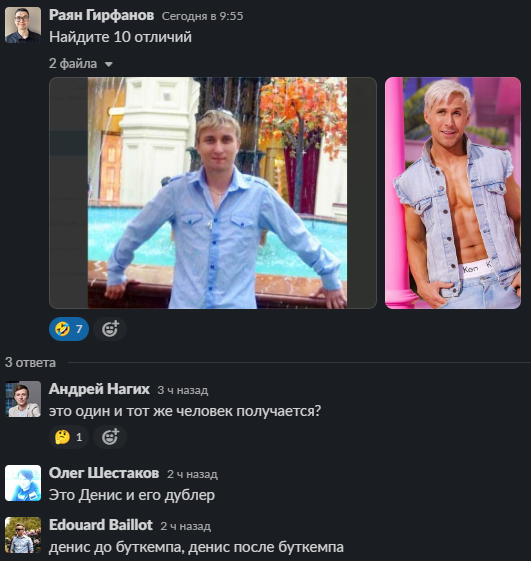 Раян Гирфанов Сегодня в 9:55
Найдите 10 отличий
2 файла
Ken K
7
3 ответа
Андрей Нагих 3 ч назад
это один и тот же человек получается?
1
Олег Шестаков 2 ч назад
Это Денис и его дублер
Edouard Baillot 2 ч назад
денис до буткемпа, денис после буткемпа